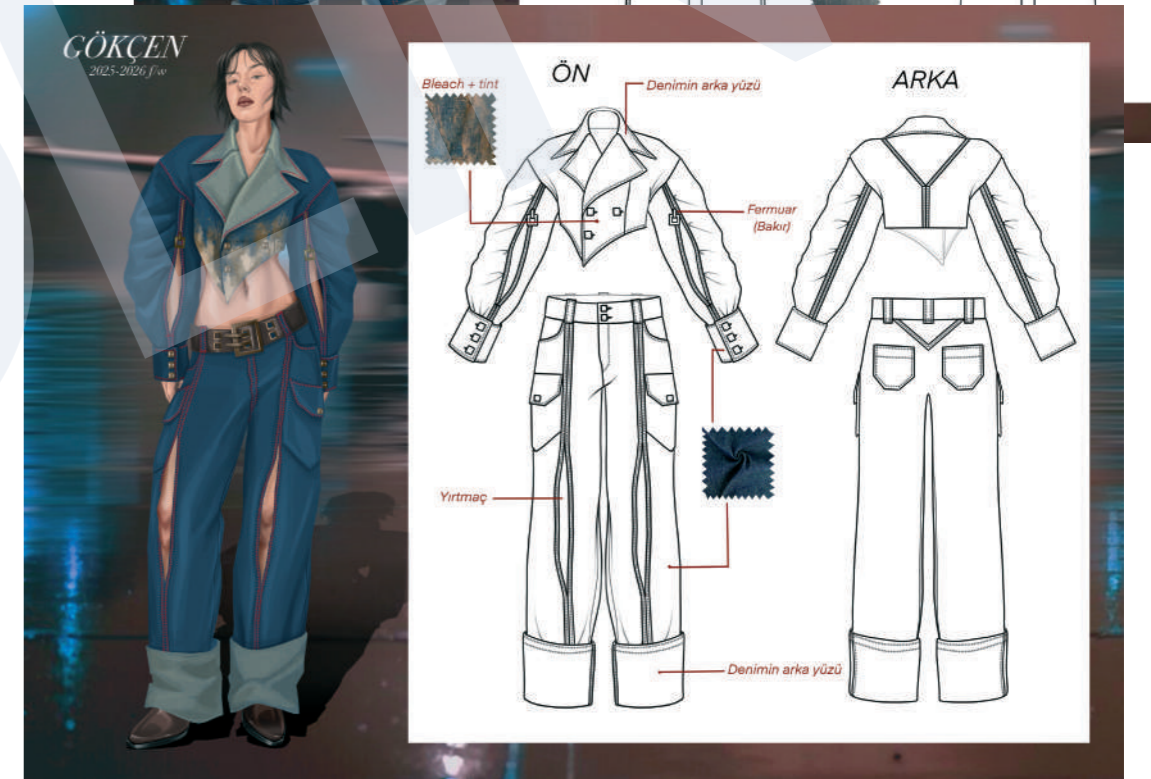 GÖKÇEN
2025-2026 f/w
Bleach + tint
ÖN
Denimin arka yüzü
ARKA
Fermuar
(Bakır)
Yırtmaç
Denimin arka yüzü